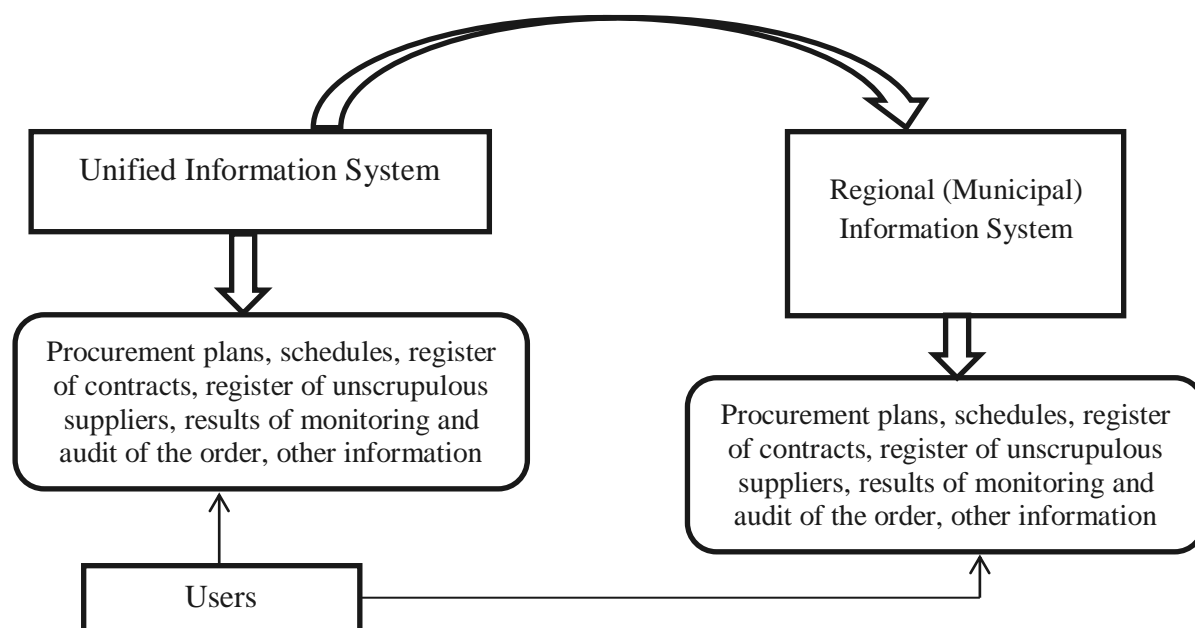 Unified Information System
Regional (Municipal)
Information System
Procurement plans, schedules, register
of contracts, register of unscrupulous
suppliers, results of monitoring and
audit of the order, other information
Procurement plans, schedules, register
of contracts, register of unscrupulous
suppliers, results of monitoring and
audit of the order, other information
Users